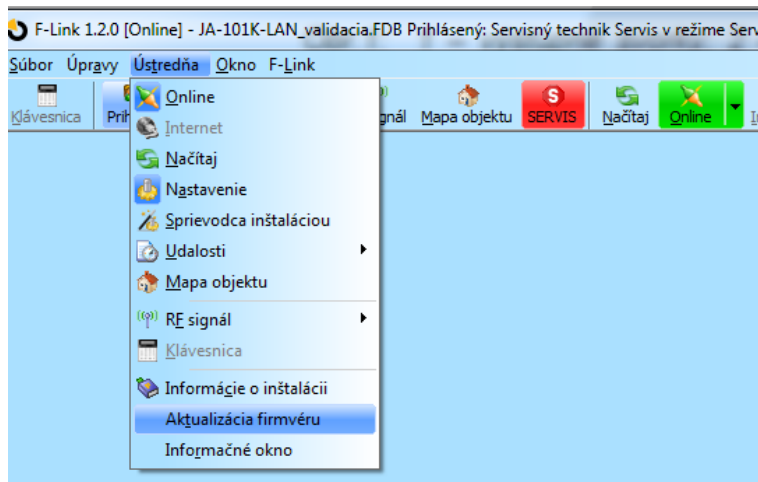 F-Link 1.2.0 [Online] - JA-101K-LAN_validacia.FDB Prihlásený: Servisný technik Servis v režime Serv
Súbor Úpravy Ústredňa Okno F-Link
Klávesnica Prih gnál Mapa objektu SERVIS Načítaj Online
Online
Internet
Načítaj
Nastavenie
Sprievodca inštaláciou
Udalosti
Mapa objektu
RF signál
Klávesnica
Informácie o inštalácii
Aktualizácia firmvéru
Informačné okno